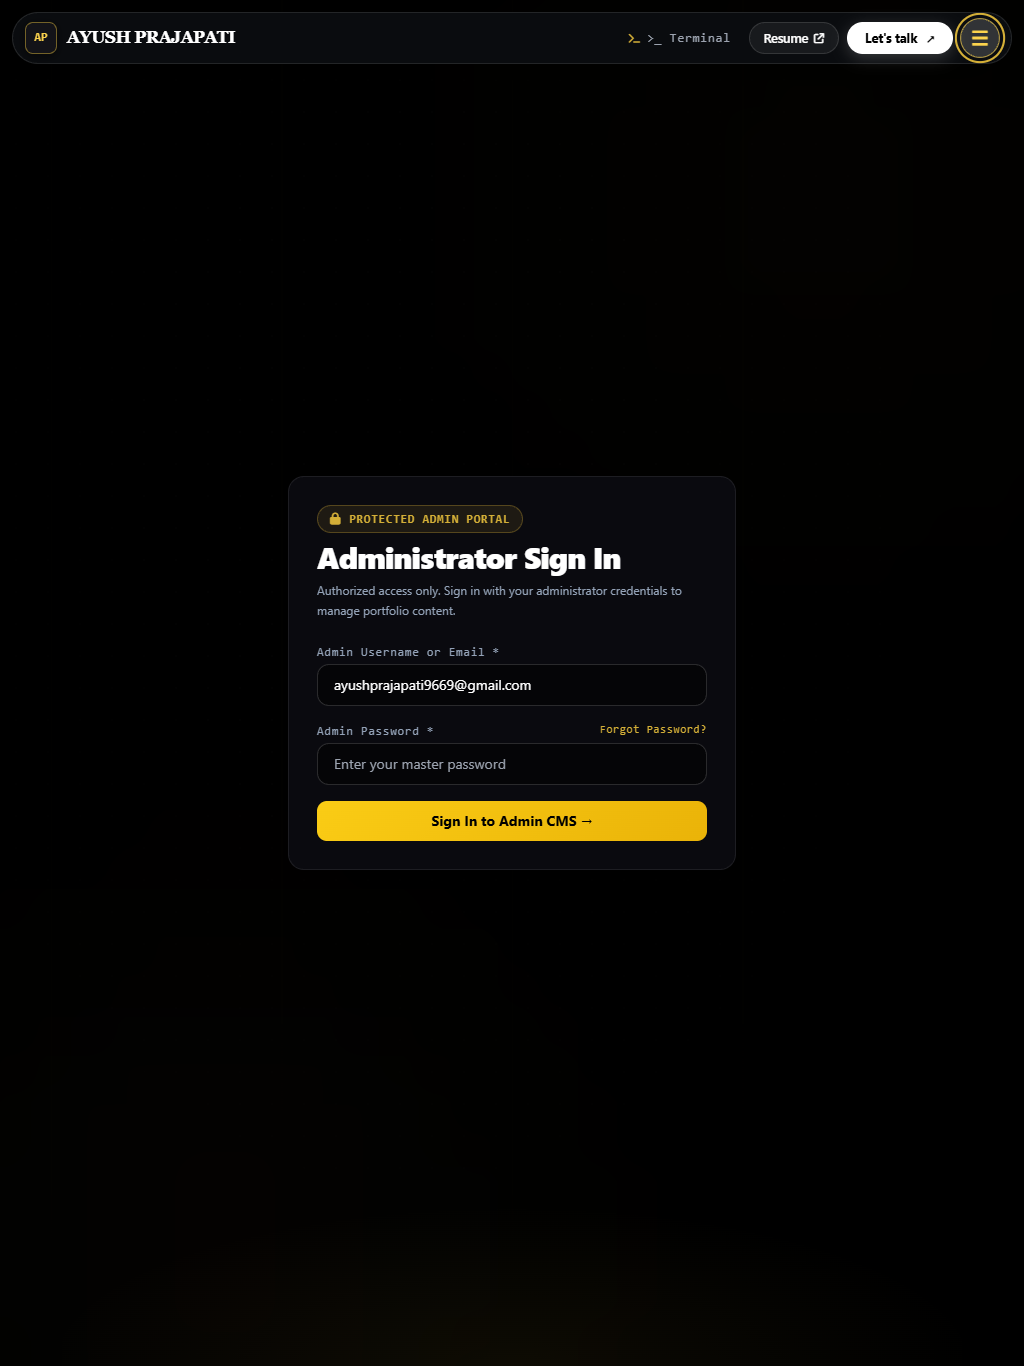 AP
AYUSH PRAJAPATI
>_ Terminal
Resume
Let's talk ↗
PROTECTED ADMIN PORTAL
Administrator Sign In
Authorized access only. Sign in with your administrator credentials to
manage portfolio content.
Admin Username or Email *
ayushprajapati9669@gmail.com
Admin Password *
Forgot Password?
Enter your master password
Sign In to Admin CMS →